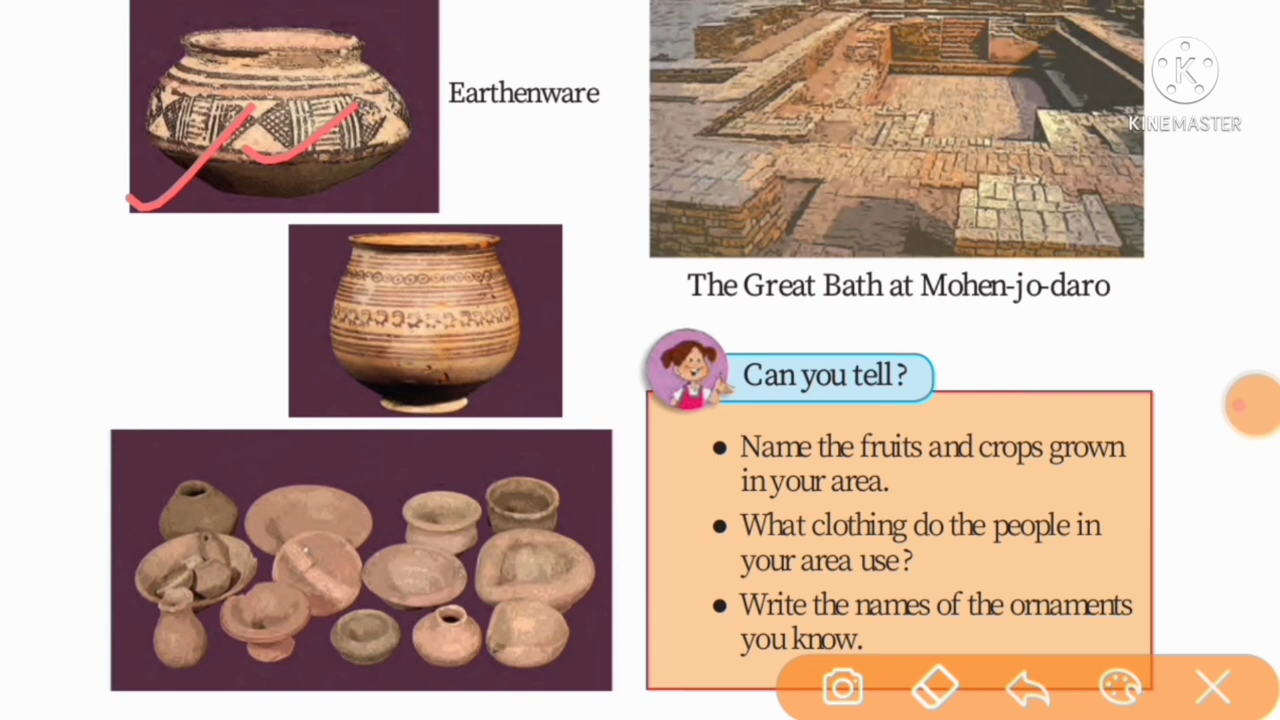 Earthenware
KINEMASTER
The Great Bath at Mohen-jo-daro
Can you tell?
● Name the fruits and crops grown
in your area.
● What clothing do the people in
your area use?
● Write the names of the ornaments
you know.